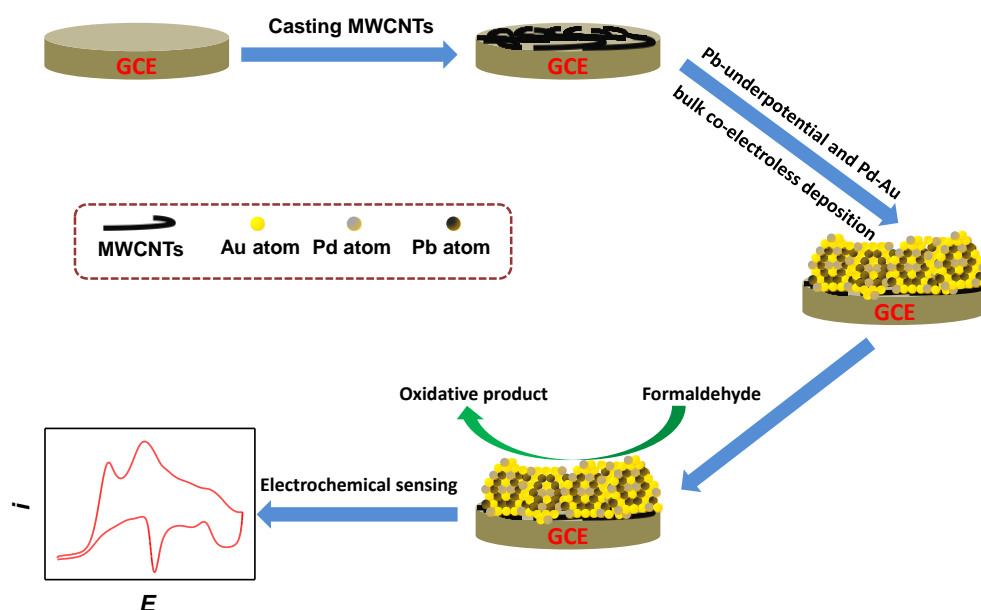 Casting MWCNTs
GCE
GCE
Pb-underpotential and Pd-Au
bulk co-electroless deposition
MWCNTs
Au atom
Pd atom
Pb atom
GCE
Oxidative product
Formaldehyde
Electrochemical sensing
GCE
i
E